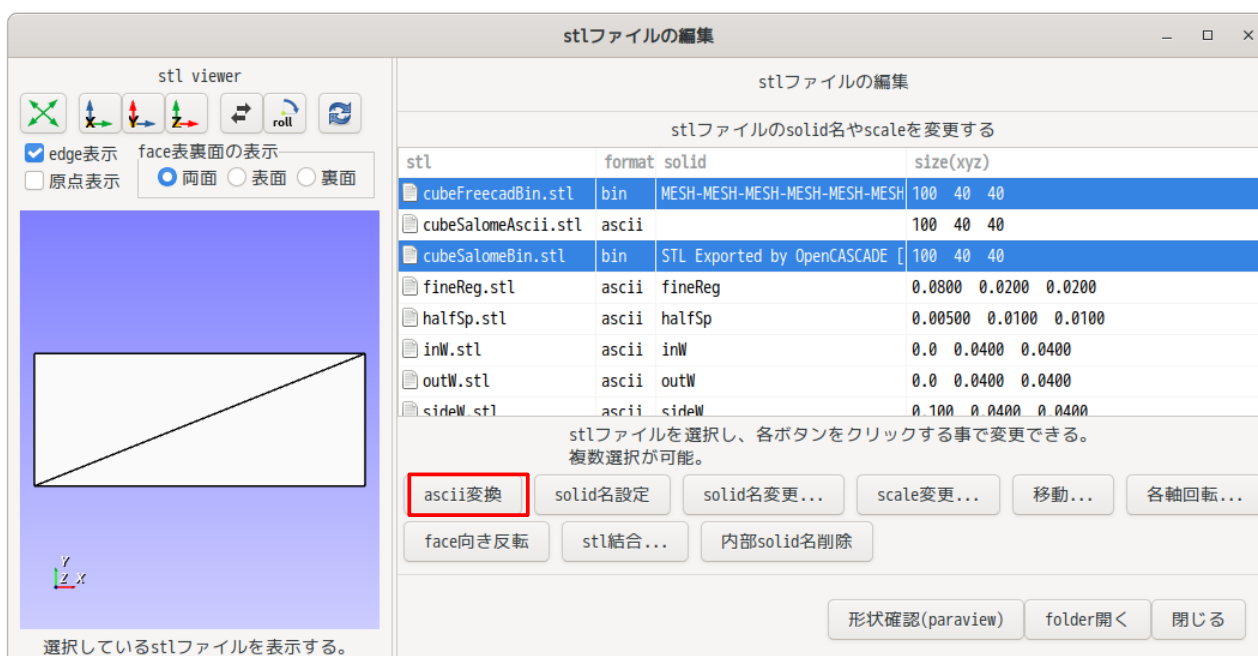 stlファイルの編集
stl viewer
X Y Z roll
edge表示
原点表示
face表裏面の表示
両面 表面 裏面
Y
Z X
選択しているstlファイルを表示する。
stlファイルの編集
stlファイルのsolid名やscaleを変更する
stl format solid size(xyz)
cubeFreecadBin.stl bin MESH-MESH-MESH-MESH-MESH-MESH 100 40 40
cubeSalomeAscii.stl ascii 100 40 40
cubeSalomeBin.stl bin STL Exported by OpenCASCADE [ 100 40 40
fineReg.stl ascii fineReg 0.0800 0.0200 0.0200
halfSp.stl ascii halfSp 0.00500 0.0100 0.0100
inW.stl ascii inW 0.0 0.0400 0.0400
outW.stl ascii outW 0.0 0.0400 0.0400
sideW.stl ascii sideW 0.100 0.0400 0.0400
stlファイルを選択し、各ボタンをクリックする事で変更できる。
複数選択が可能。
ascii変換 solid名設定 solid名変更... scale変更... 移動... 各軸回転...
face向き反転 stl結合... 内部solid名削除
形状確認(paraview) folder開く 閉じる